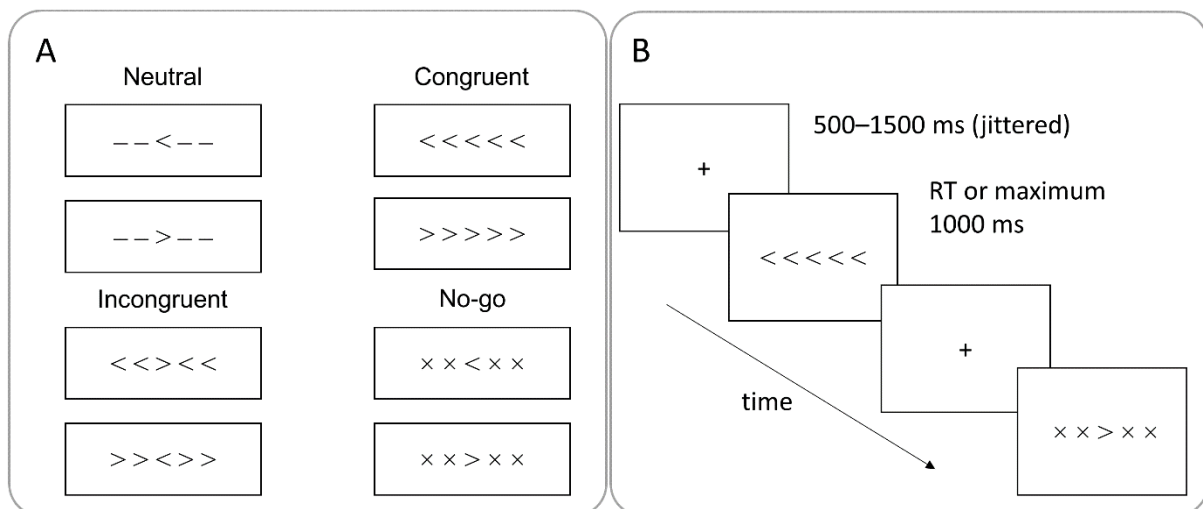 A
Neutral
— — < — —
— — > — —
Congruent
< < < < <
> > > > >
Incongruent
< < > < <
> > < > >
No-go
× × < × ×
× × > × ×
B
+
500–1500 ms (jittered)
< < < < <
RT or maximum
1000 ms
+
× × > × ×
time